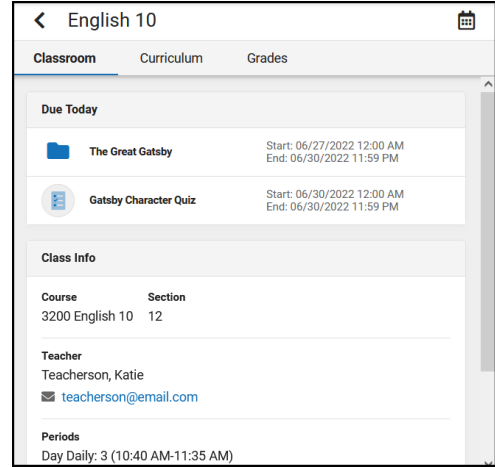 English 10
Classroom Curriculum Grades
Due Today
The Great Gatsby
Start: 06/27/2022 12:00 AM
End: 06/30/2022 11:59 PM
Gatsby Character Quiz
Start: 06/30/2022 12:00 AM
End: 06/30/2022 11:59 PM
Class Info
Course Section
3200 English 10 12
Teacher
Teacherson, Katie
teacherson@email.com
Periods
Day Daily: 3 (10:40 AM-11:35 AM)